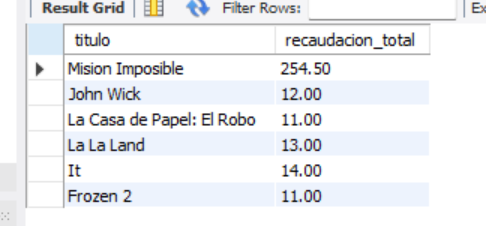 Result Grid Filter Rows: Ex
titulo recaudacion_total
Mision Imposible 254.50
John Wick 12.00
La Casa de Papel: El Robo 11.00
La La Land 13.00
It 14.00
Frozen 2 11.00